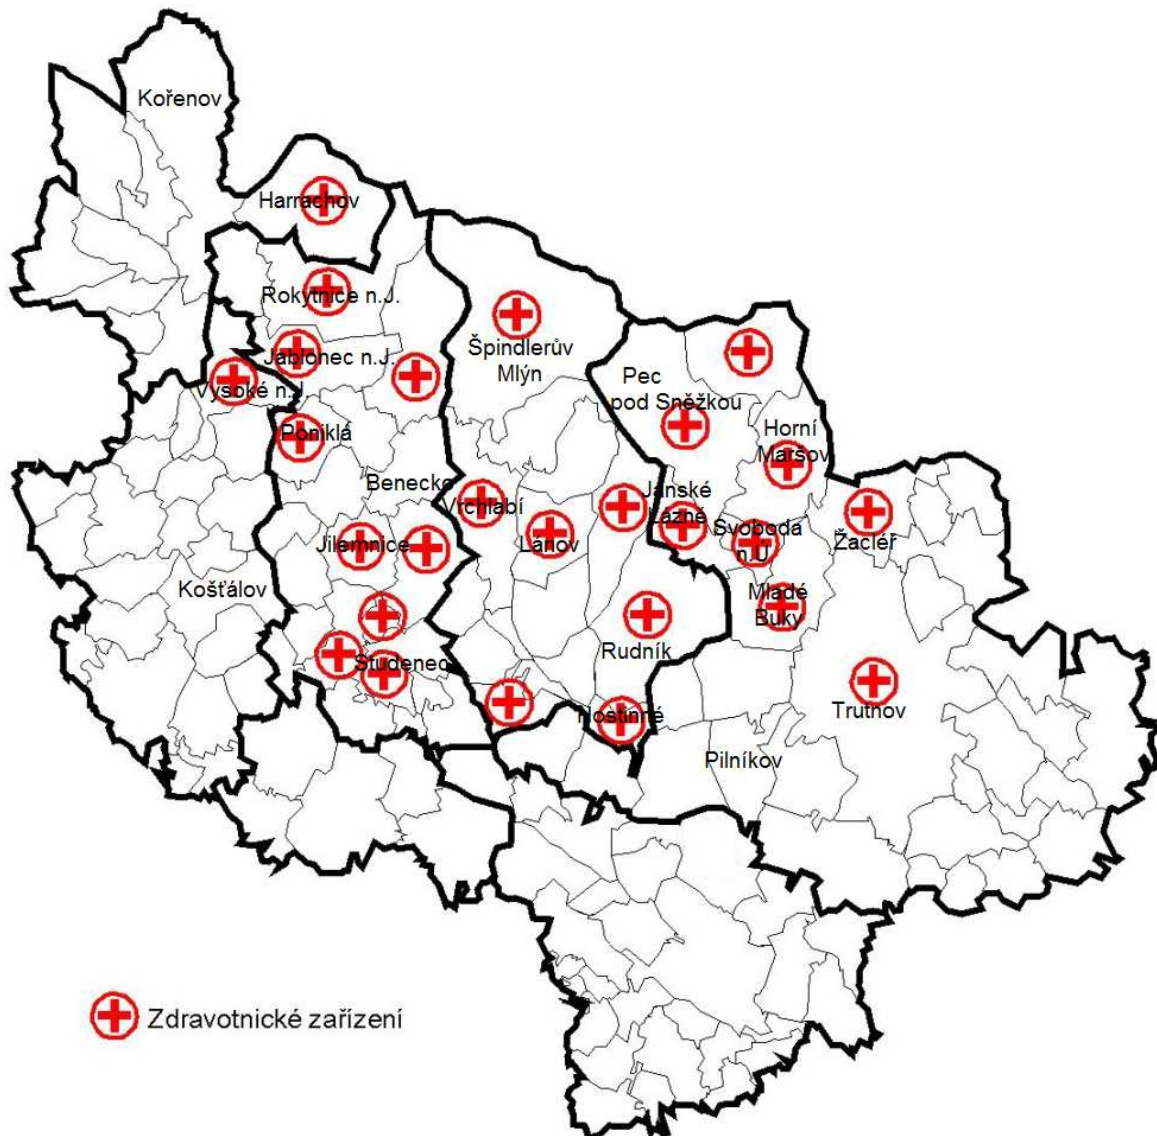 Kořenov
Harrachov
Rokytnice n.J.
Jablonec n.J.
Vysoké n.J.
Poniklá
Benecko
Jilemnice
Košťálov
Studenec
Špindlerův
Mlýn
Vrchlabí
Lánov
Rudník
Hostinné
Pec
pod Sněžkou
Horní
Maršov
Jánské
Lázně
Svoboda
n.Ú.
Mladé
Buky
Žacléř
Trutnov
Pilníkov
Zdravotnické zařízení